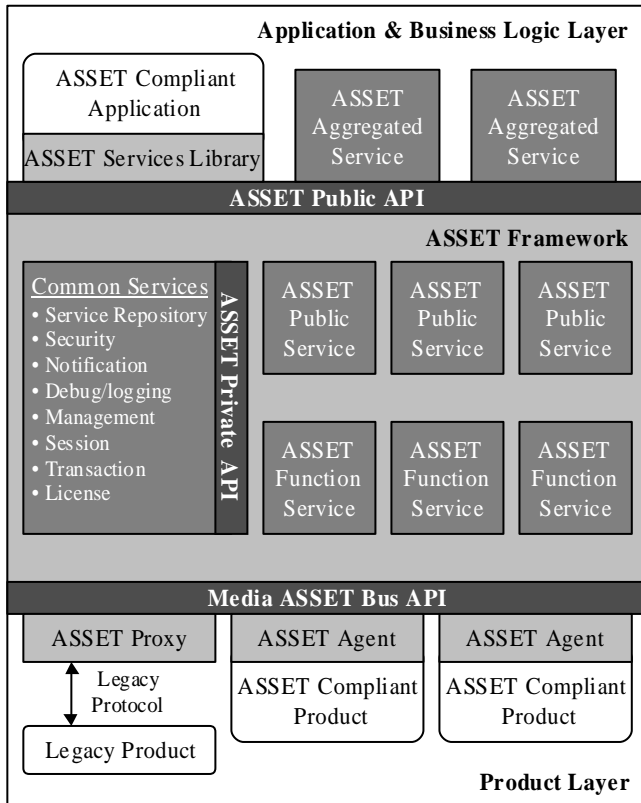 Application & Business Logic Layer
ASSET Compliant
Application
ASSET Services Library
ASSET
Aggregated
Service
ASSET
Aggregated
Service
ASSET Public API
ASSET Framework
Common Services
• Service Repository
• Security
• Notification
• Debug/logging
• Management
• Session
• Transaction
• License
ASSET Private API
ASSET
Public
Service
ASSET
Public
Service
ASSET
Public
Service
ASSET
Function
Service
ASSET
Function
Service
ASSET
Function
Service
Media ASSET Bus API
ASSET Proxy
Legacy
Protocol
Legacy Product
ASSET Agent
ASSET Compliant
Product
ASSET Agent
ASSET Compliant
Product
Product Layer